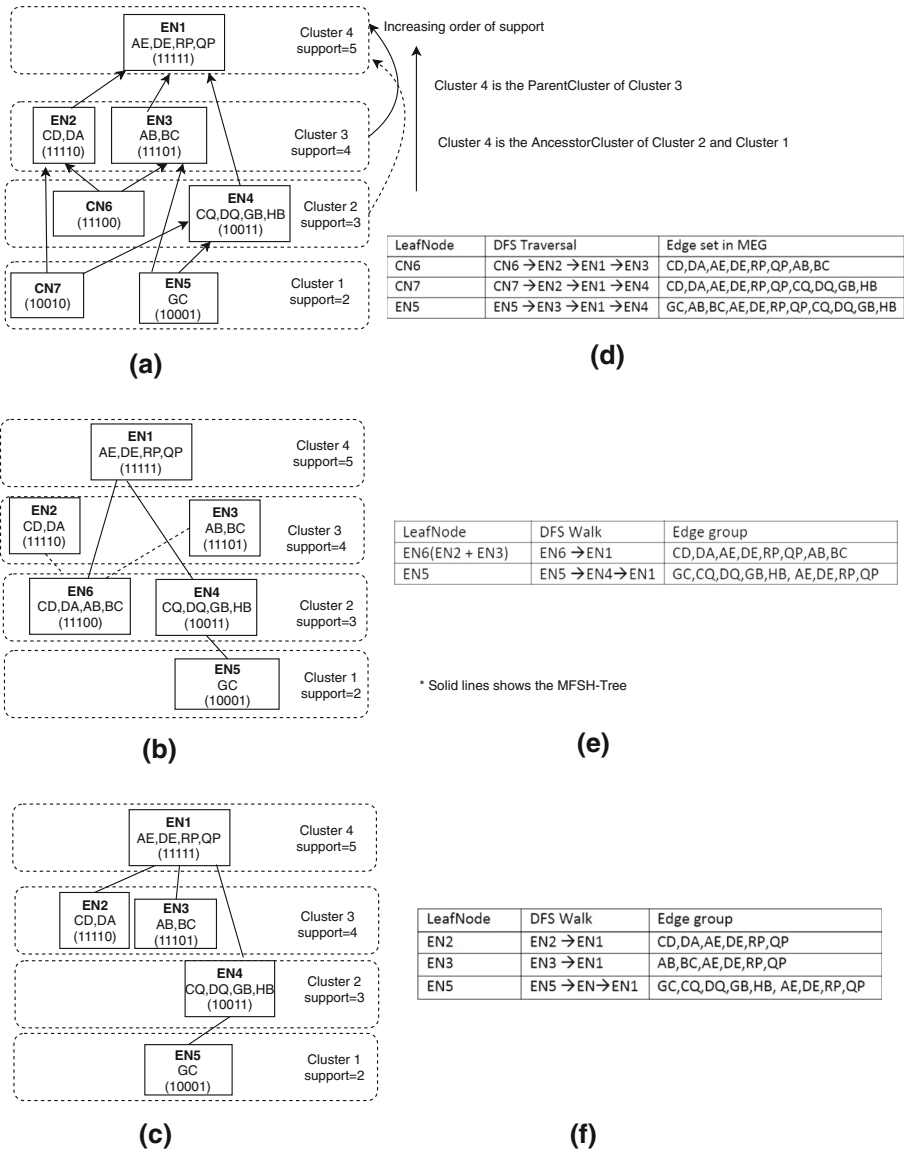 EN1
AE,DE,RP,QP
(11111)
Cluster 4
support=5
Increasing order of support
Cluster 4 is the ParentCluster of Cluster 3
Cluster 4 is the AncesstorCluster of Cluster 2 and Cluster 1
EN2
CD,DA
(11110)
EN3
AB,BC
(11101)
Cluster 3
support=4
CN6
(11100)
EN4
CQ,DQ,GB,HB
(10011)
Cluster 2
support=3
CN7
(10010)
EN5
GC
(10001)
Cluster 1
support=2
(a)
LeafNode DFS Traversal Edge set in MEG
CN6 CN6 →EN2 →EN1 →EN3 CD,DA,AE,DE,RP,QP,AB,BC
CN7 CN7 →EN2 →EN1 →EN4 CD,DA,AE,DE,RP,QP,CQ,DQ,GB,HB
EN5 EN5 →EN3 →EN1 →EN4 GC,AB,BC,AE,DE,RP,QP,CQ,DQ,GB,HB
(d)
EN1
AE,DE,RP,QP
(11111)
Cluster 4
support=5
EN2
CD,DA
(11110)
EN3
AB,BC
(11101)
Cluster 3
support=4
EN6
CD,DA,AB,BC
(11100)
EN4
CQ,DQ,GB,HB
(10011)
Cluster 2
support=3
EN5
GC
(10001)
Cluster 1
support=2
(b)
LeafNode DFS Walk Edge group
EN6(EN2 + EN3) EN6 →EN1 CD,DA,AE,DE,RP,QP,AB,BC
EN5 EN5 →EN4→EN1 GC,CQ,DQ,GB,HB, AE,DE,RP,QP
* Solid lines shows the MFSH-Tree
(e)
EN1
AE,DE,RP,QP
(11111)
Cluster 4
support=5
EN2
CD,DA
(11110)
EN3
AB,BC
(11101)
Cluster 3
support=4
EN4
CQ,DQ,GB,HB
(10011)
Cluster 2
support=3
EN5
GC
(10001)
Cluster 1
support=2
(c)
LeafNode DFS Walk Edge group
EN2 EN2 →EN1 CD,DA,AE,DE,RP,QP
EN3 EN3 →EN1 AB,BC,AE,DE,RP,QP
EN5 EN5 →EN→EN1 GC,CQ,DQ,GB,HB, AE,DE,RP,QP
(f)